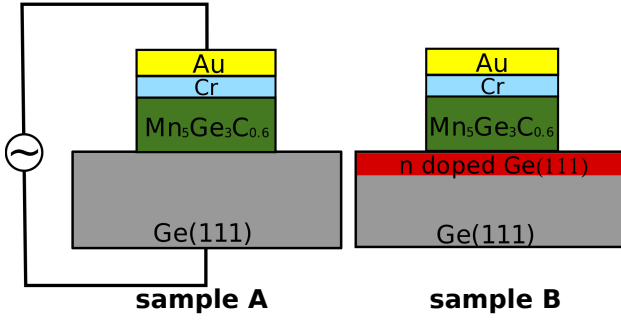 Au
Cr
Mn₅Ge₃C₀.₆
Ge(111)
sample A
Au
Cr
Mn₅Ge₃C₀.₆
n doped Ge(111)
Ge(111)
sample B